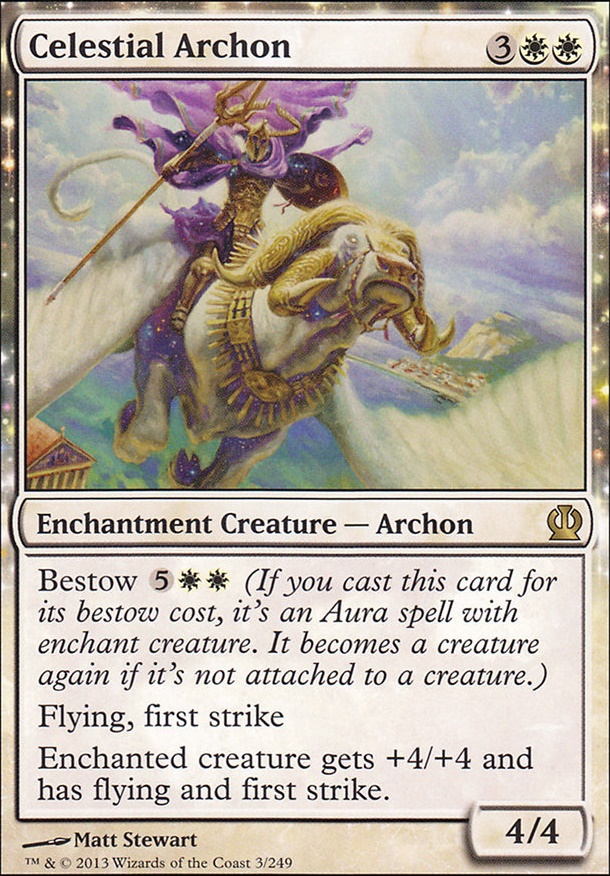 Celestial Archon 3
Enchantment Creature — Archon
Bestow 5 (If you cast this card for
its bestow cost, it's an Aura spell with
enchant creature. It becomes a creature
again if it's not attached to a creature.)
Flying, first strike
Enchanted creature gets +4/+4 and
has flying and first strike.
4/4
Matt Stewart
™ & © 2013 Wizards of the Coast 3/249